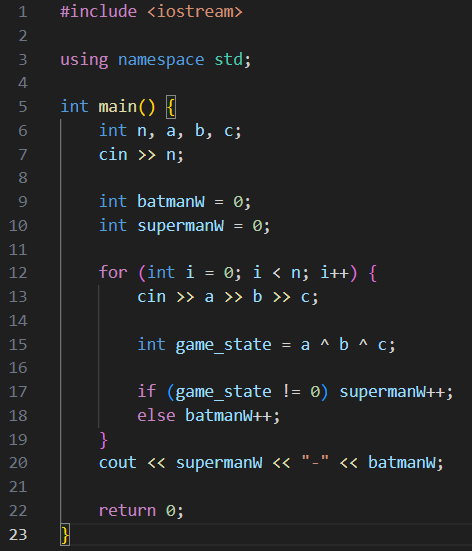 1 #include <iostream>
2
3 using namespace std;
4
5 int main() {
6     int n, a, b, c;
7     cin >> n;
8
9     int batmanW = 0;
10     int supermanW = 0;
11
12     for (int i = 0; i < n; i++) {
13         cin >> a >> b >> c;
14
15         int game_state = a ^ b ^ c;
16
17         if (game_state != 0) supermanW++;
18         else batmanW++;
19     }
20     cout << supermanW << "-" << batmanW;
21
22     return 0;
23 }